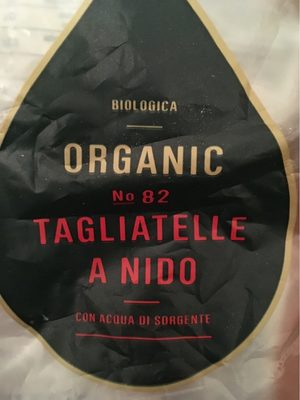 BIOLOGICA
ORGANIC
No 82
TAGLIATELLE
A NIDO
CON ACQUA DI SORGENTE